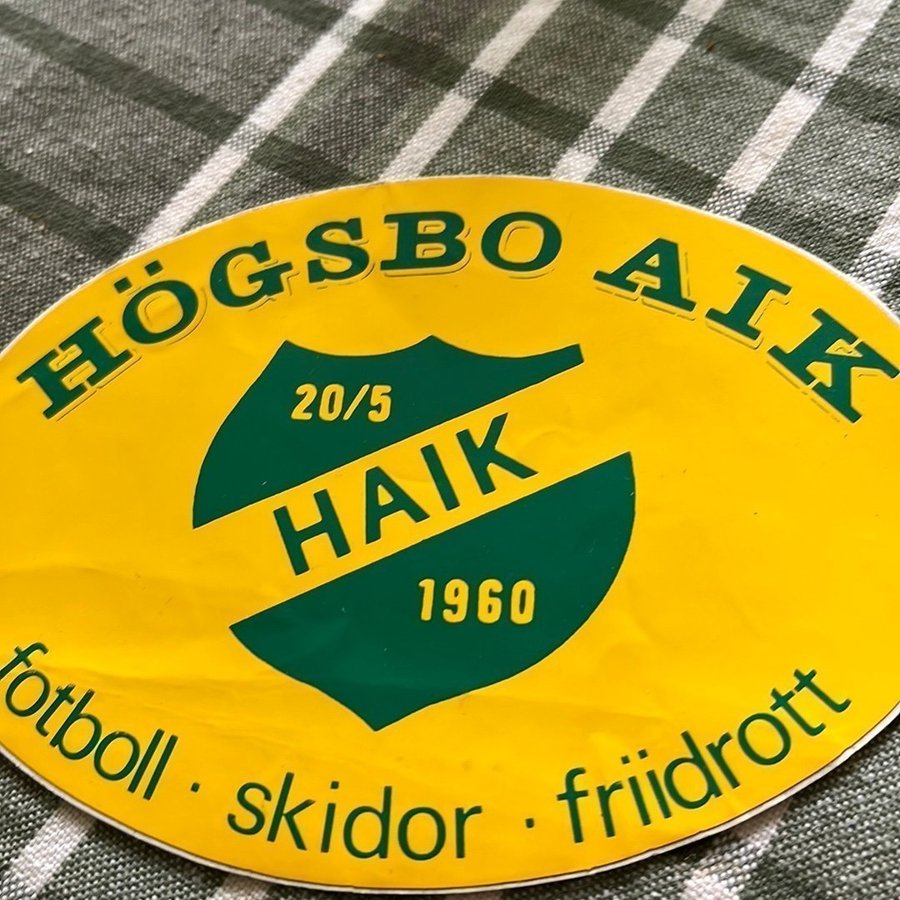 HÖGSBO AIK
20/5
HAIK
1960
fotboll · skidor · friidrott